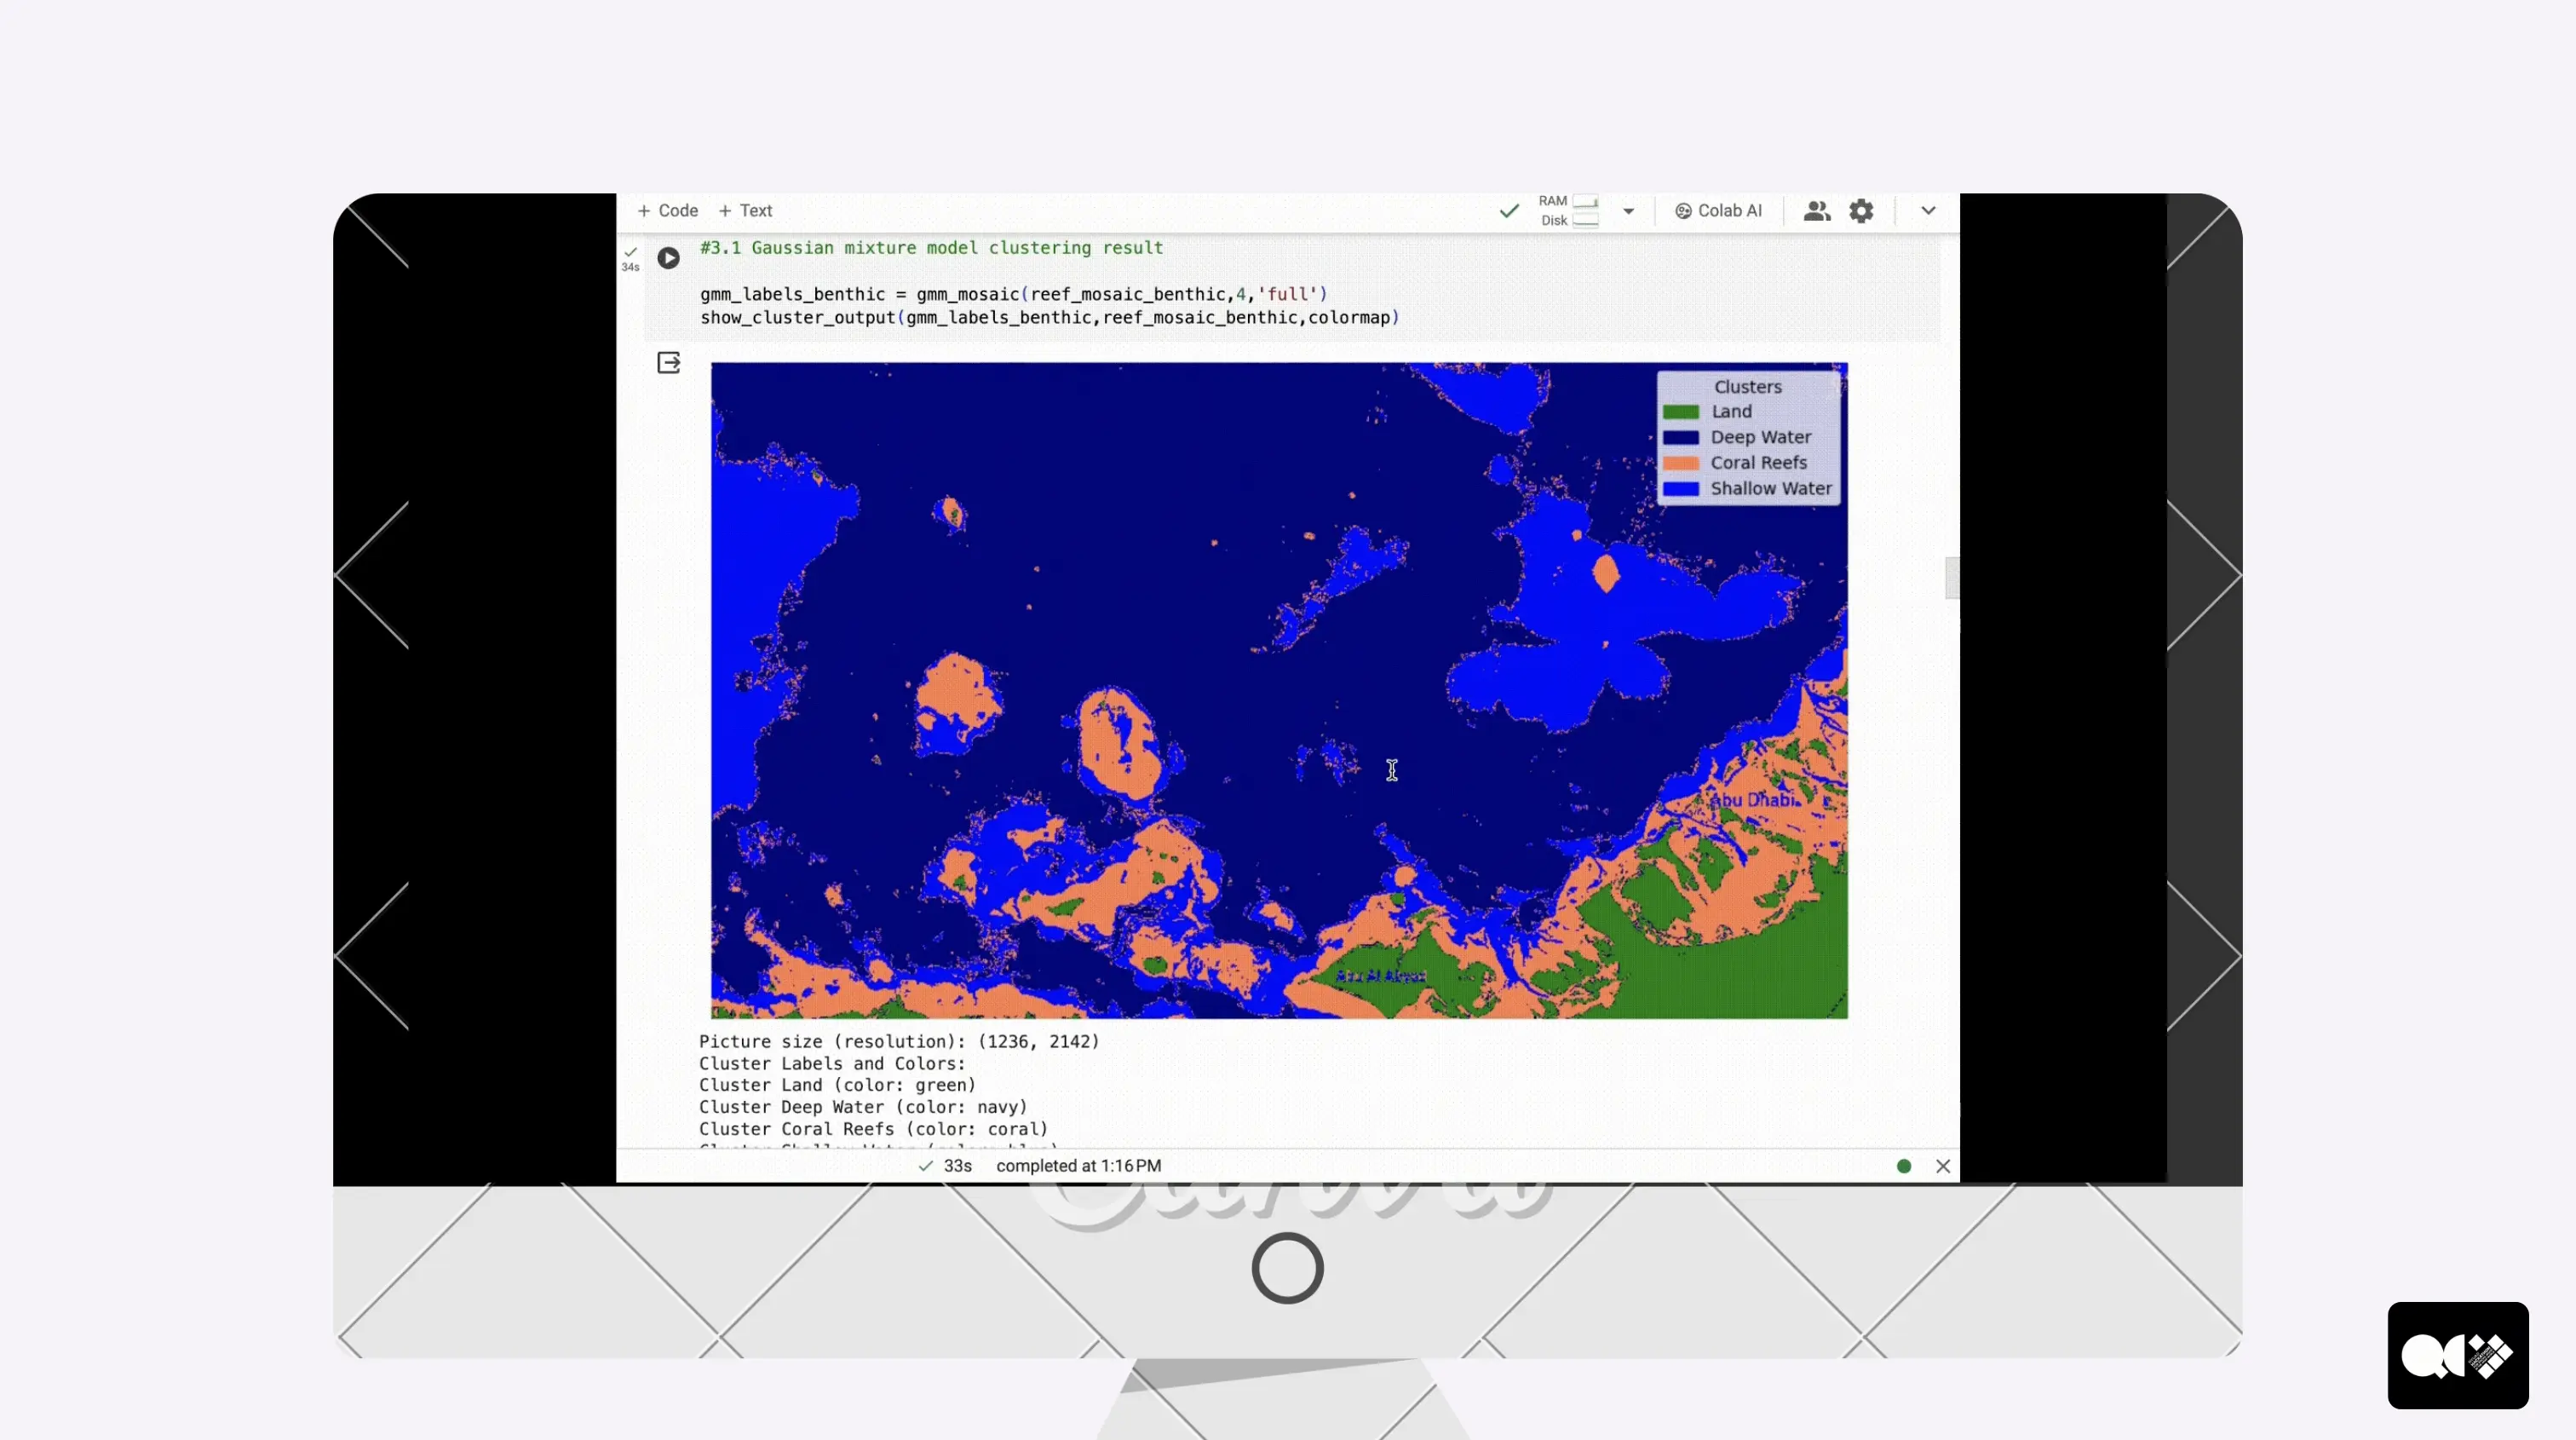 + Code + Text
RAM
Disk
Colab AI
34s
#3.1 Gaussian mixture model clustering result
gmm_labels_benthic = gmm_mosaic(reef_mosaic_benthic,4,'full')
show_cluster_output(gmm_labels_benthic,reef_mosaic_benthic,colormap)
Clusters
Land
Deep Water
Coral Reefs
Shallow Water
Abu Dhabi
Picture size (resolution): (1236, 2142)
Cluster Labels and Colors:
Cluster Land (color: green)
Cluster Deep Water (color: navy)
Cluster Coral Reefs (color: coral)
33s completed at 1:16 PM